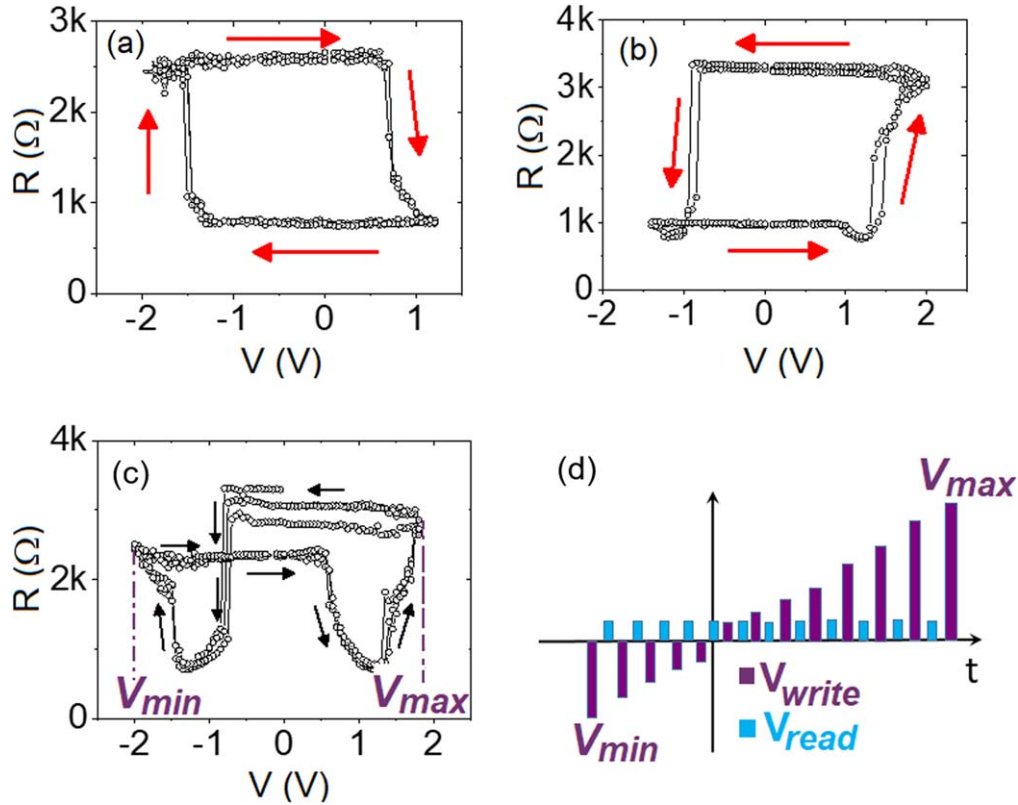 (a)
3k
2k
1k
0
R (Ω)
-2 -1 0 1
V (V)
(b)
4k
3k
2k
1k
0
R (Ω)
-2 -1 0 1 2
V (V)
(c)
4k
2k
0
R (Ω)
Vmin
Vmax
-2 -1 0 1 2
V (V)
(d)
Vmax
t
Vwrite
Vread
Vmin